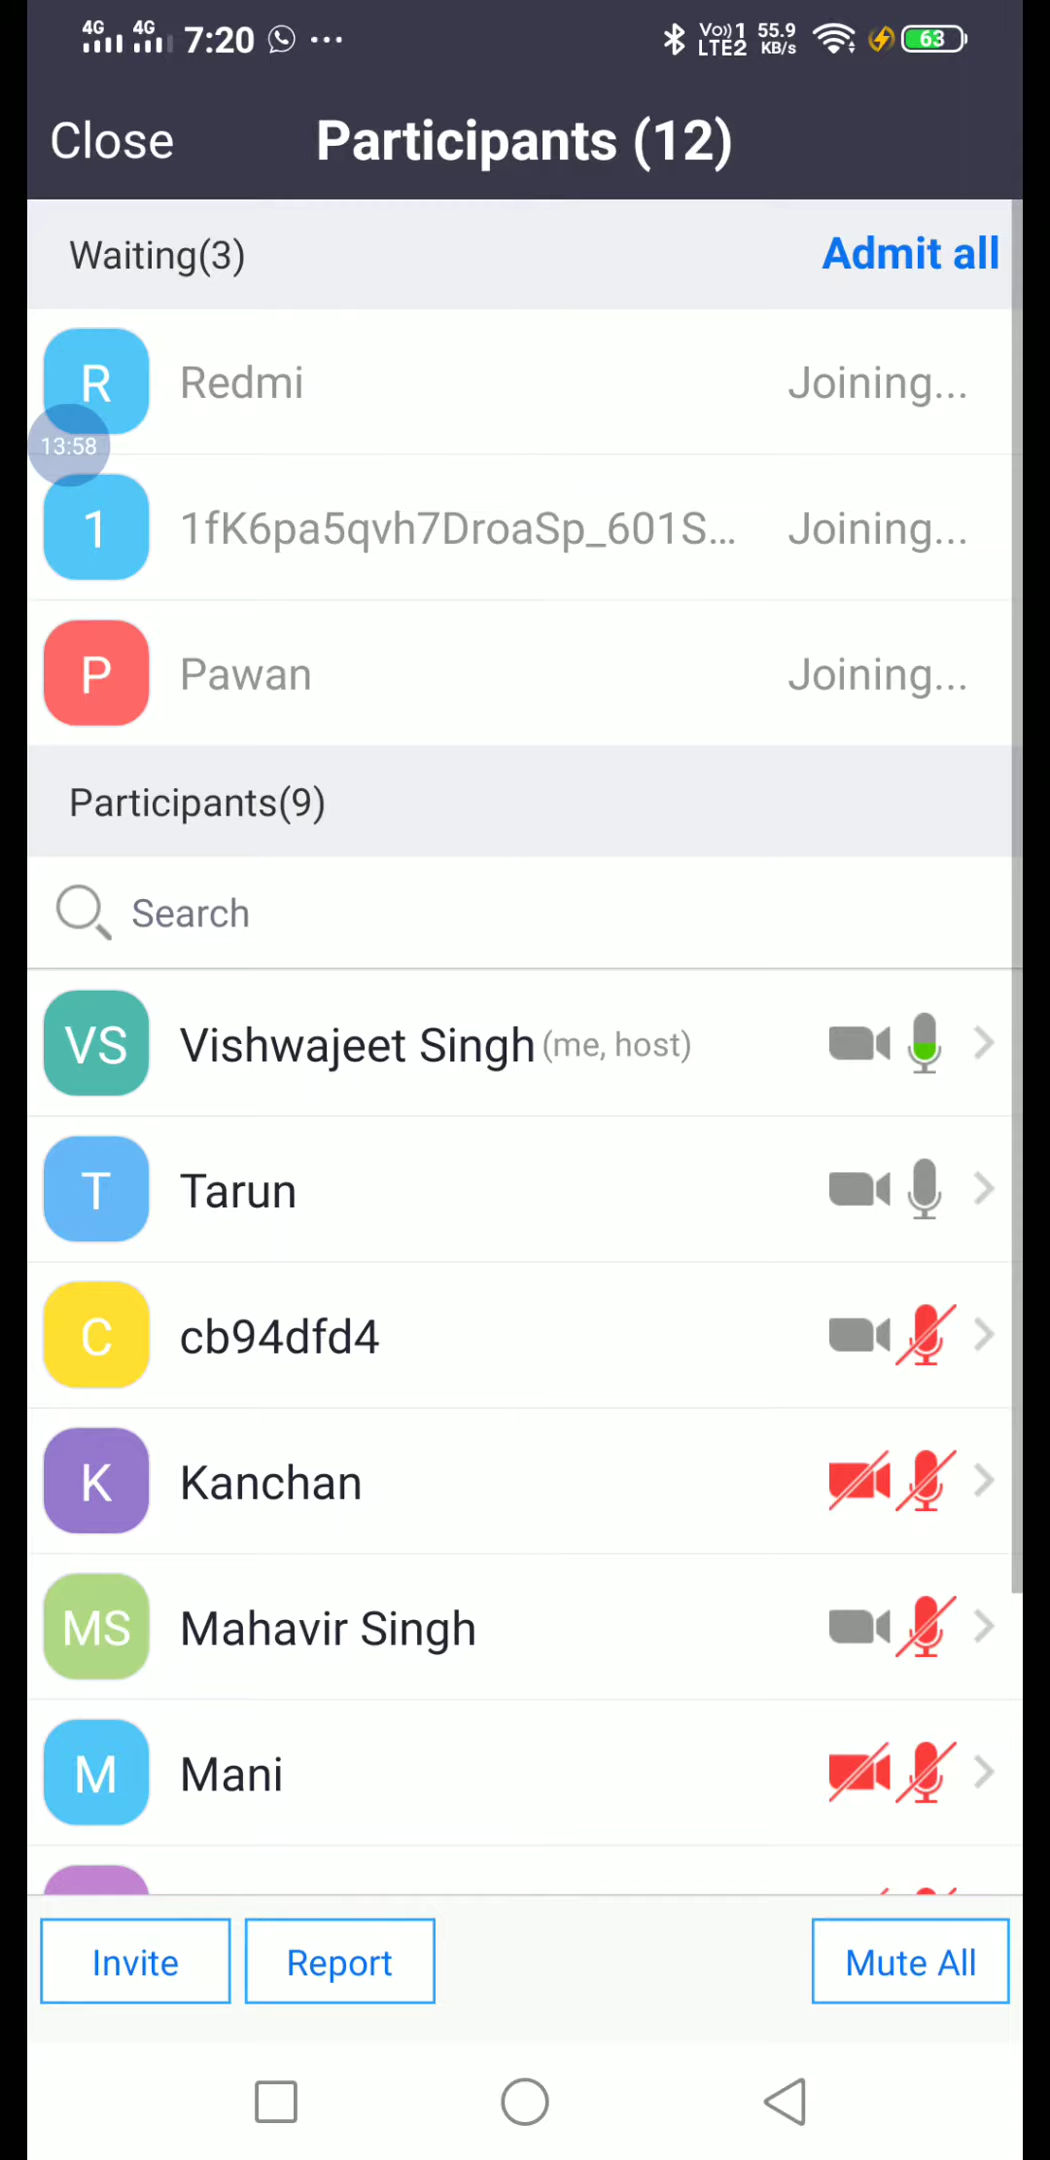 4G 4G 7:20 ... Vo)) 1 LTE2 55.9 KB/s 63
Close Participants (12)
Waiting(3) Admit all
R Redmi Joining...
13:58
1 1fK6pa5qvh7DroaSp_601S... Joining...
P Pawan Joining...
Participants(9)
Search
VS Vishwajeet Singh (me, host)
T Tarun
C cb94dfd4
K Kanchan
MS Mahavir Singh
M Mani
Invite Report Mute All